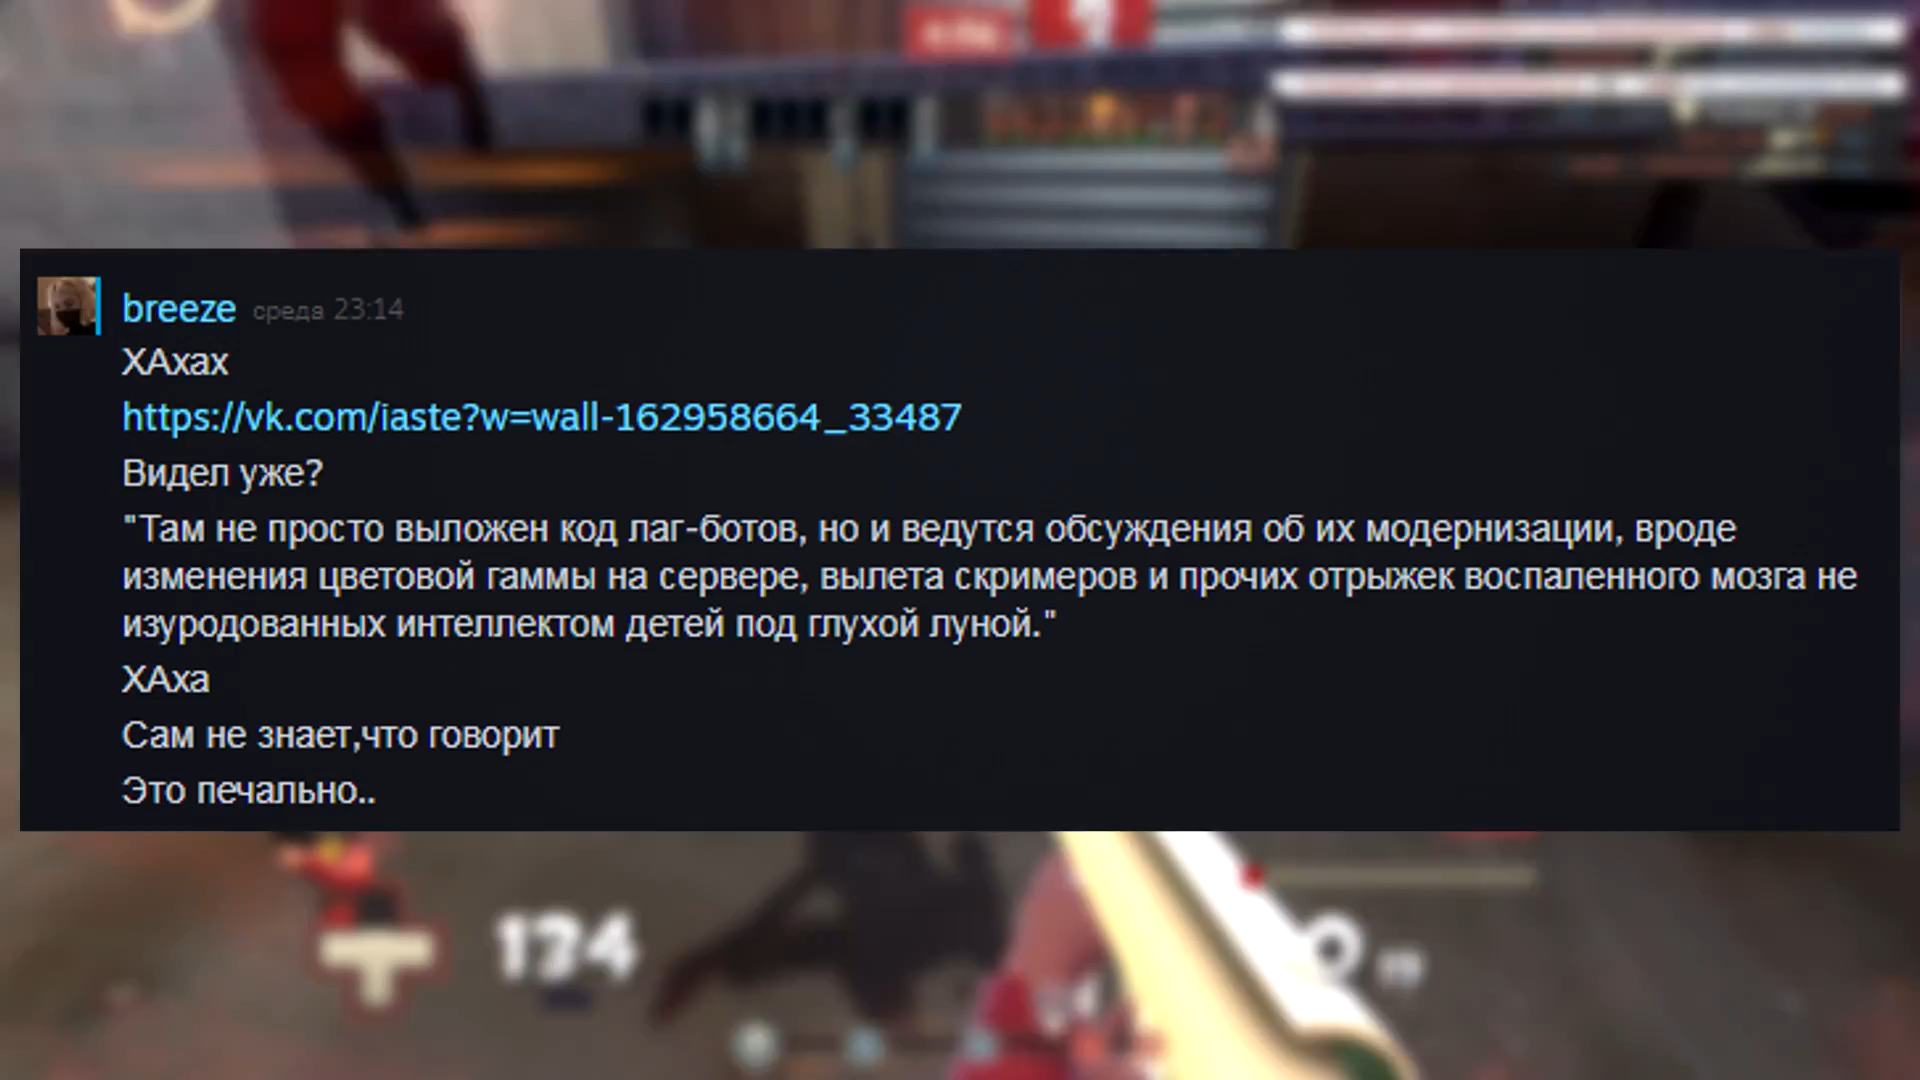 breeze среда 23:14
ХАхах
https://vk.com/iaste?w=wall-162958664_33487
Видел уже?
"Там не просто выложен код лаг-ботов, но и ведутся обсуждения об их модернизации, вроде
изменения цветовой гаммы на сервере, вылета скримеров и прочих отрыжек воспаленного мозга не
изуродованных интеллектом детей под глухой луной."
ХАха
Сам не знает,что говорит
Это печально..
124